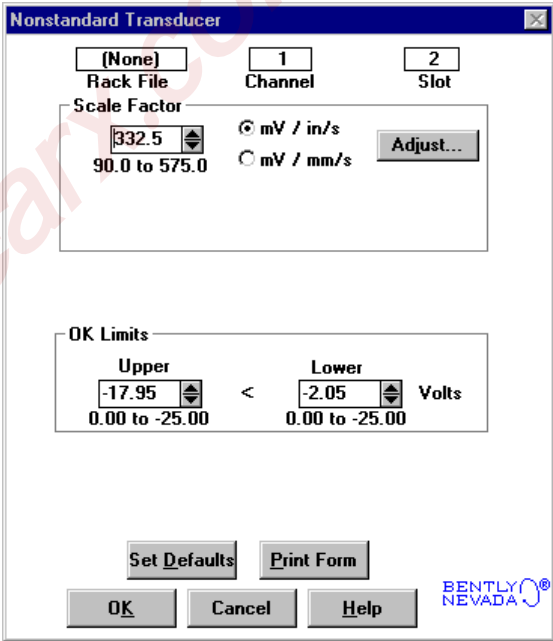 Nonstandard Transducer
(None) 1 2
Rack File Channel Slot
Scale Factor
332.5 mV / in/s Adjust...
90.0 to 575.0 mV / mm/s
OK Limits
Upper Lower
-17.95 < -2.05 Volts
0.00 to -25.00 0.00 to -25.00
Set Defaults Print Form
OK Cancel Help
BENTLY ®
NEVADA